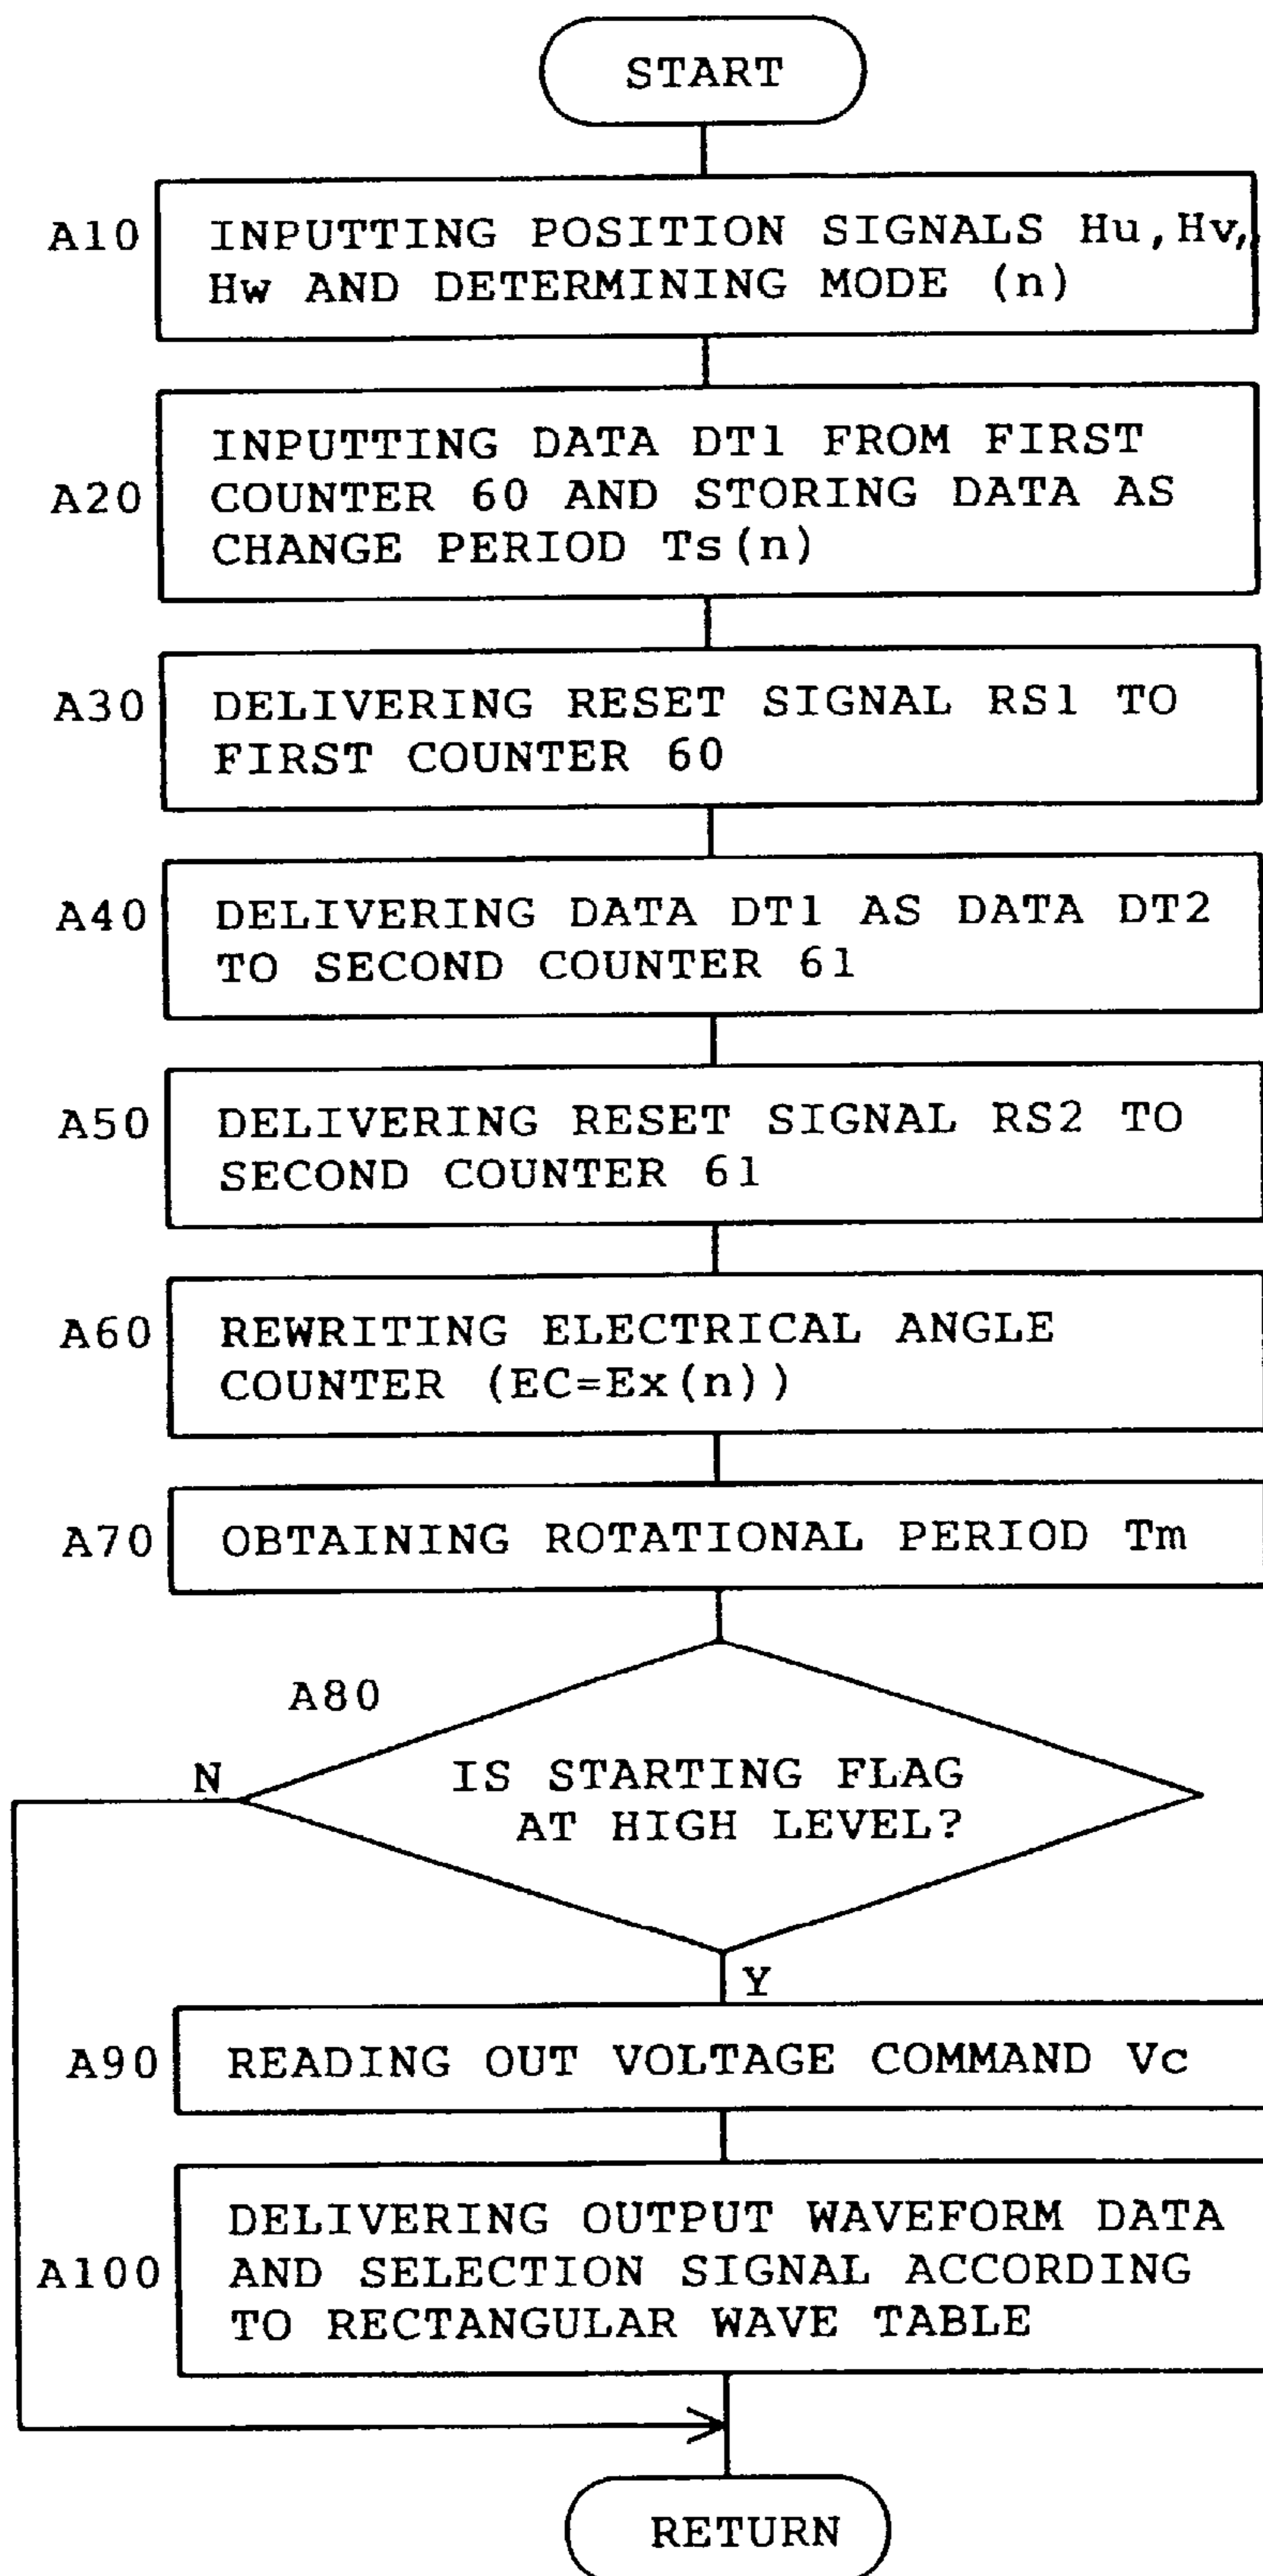 START
A10
INPUTTING POSITION SIGNALS Hu,Hv,
Hw AND DETERMINING MODE (n)
A20
INPUTTING DATA DT1 FROM FIRST
COUNTER 60 AND STORING DATA AS
CHANGE PERIOD Ts(n)
A30
DELIVERING RESET SIGNAL RS1 TO
FIRST COUNTER 60
A40
DELIVERING DATA DT1 AS DATA DT2
TO SECOND COUNTER 61
A50
DELIVERING RESET SIGNAL RS2 TO
SECOND COUNTER 61
A60
REWRITING ELECTRICAL ANGLE
COUNTER (EC=Ex(n))
A70
OBTAINING ROTATIONAL PERIOD Tm
A80
N
IS STARTING FLAG
AT HIGH LEVEL?
Y
A90
READING OUT VOLTAGE COMMAND Vc
A100
DELIVERING OUTPUT WAVEFORM DATA
AND SELECTION SIGNAL ACCORDING
TO RECTANGULAR WAVE TABLE
RETURN